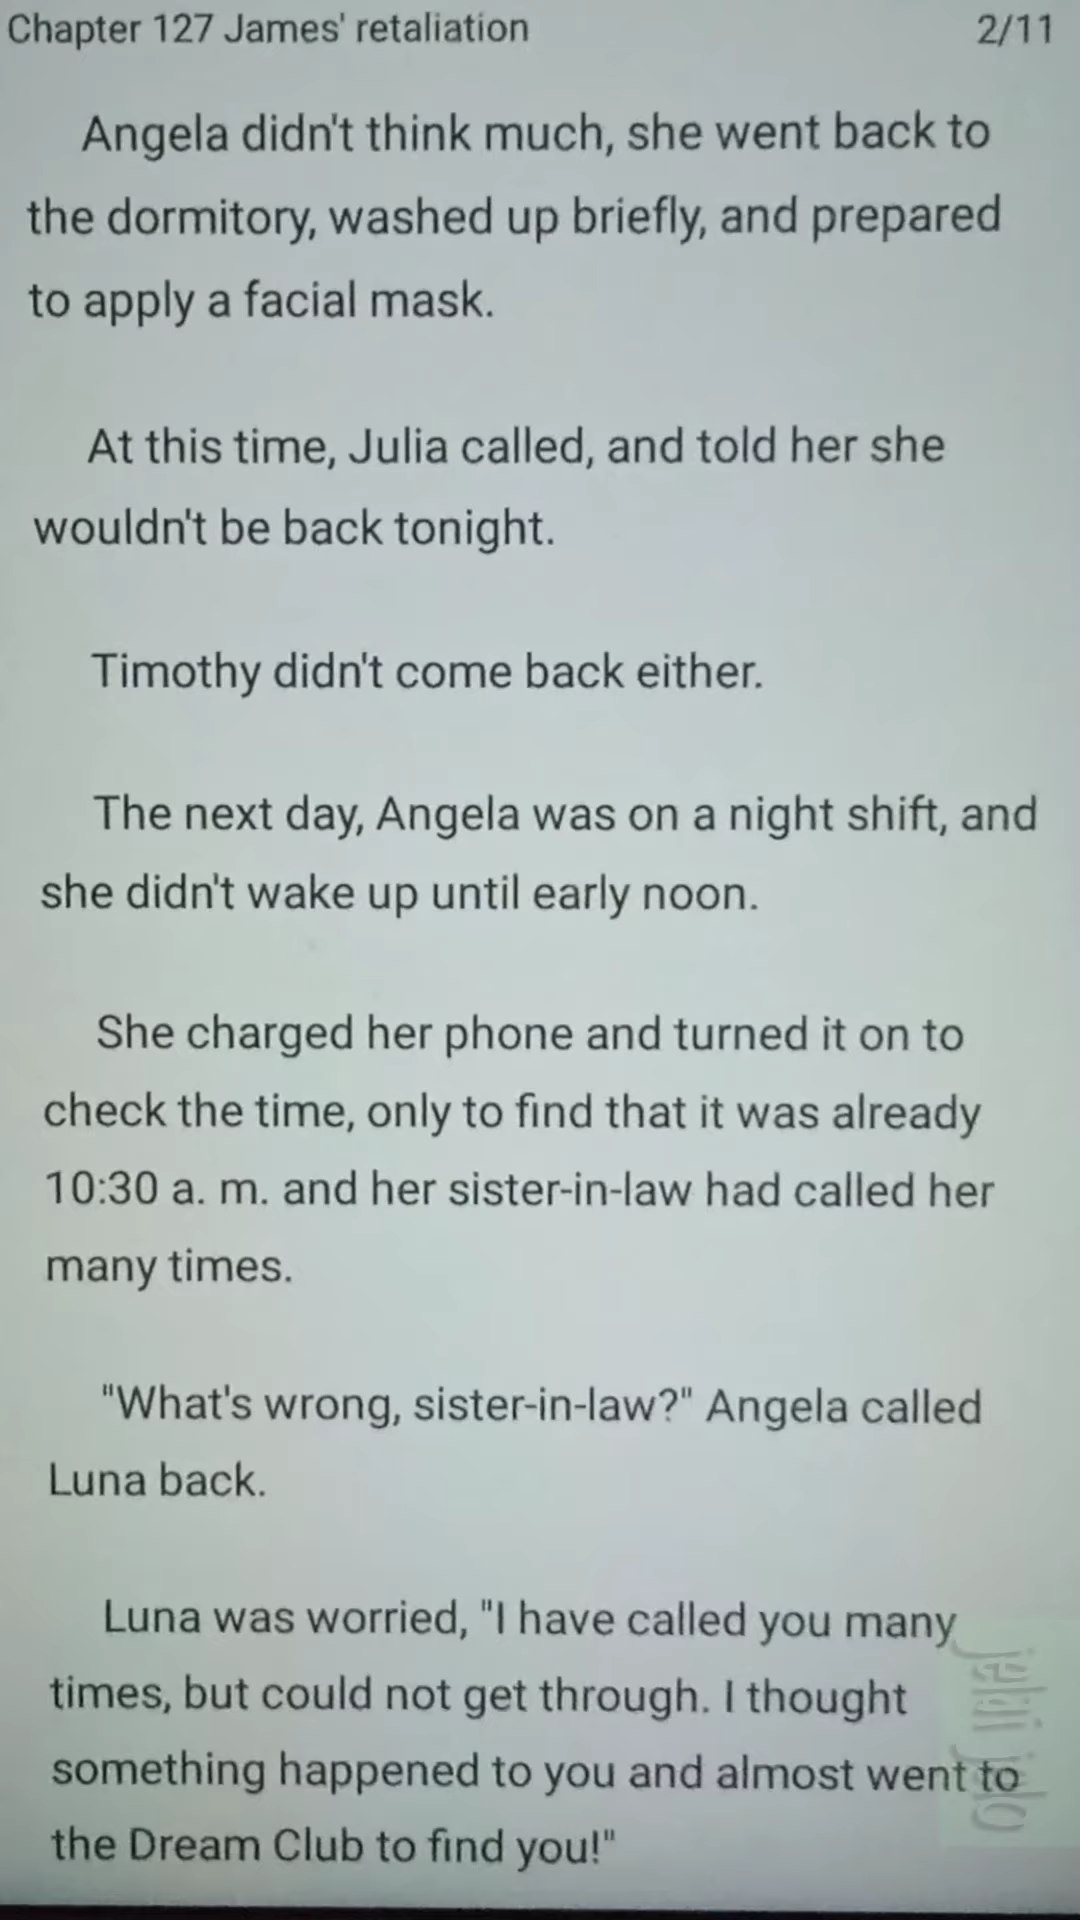 Chapter 127 James' retaliation 2/11
Angela didn't think much, she went back to
the dormitory, washed up briefly, and prepared
to apply a facial mask.
At this time, Julia called, and told her she
wouldn't be back tonight.
Timothy didn't come back either.
The next day, Angela was on a night shift, and
she didn't wake up until early noon.
She charged her phone and turned it on to
check the time, only to find that it was already
10:30 a. m. and her sister-in-law had called her
many times.
"What's wrong, sister-in-law?" Angela called
Luna back.
Luna was worried, "I have called you many
times, but could not get through. I thought
something happened to you and almost went to
the Dream Club to find you!"